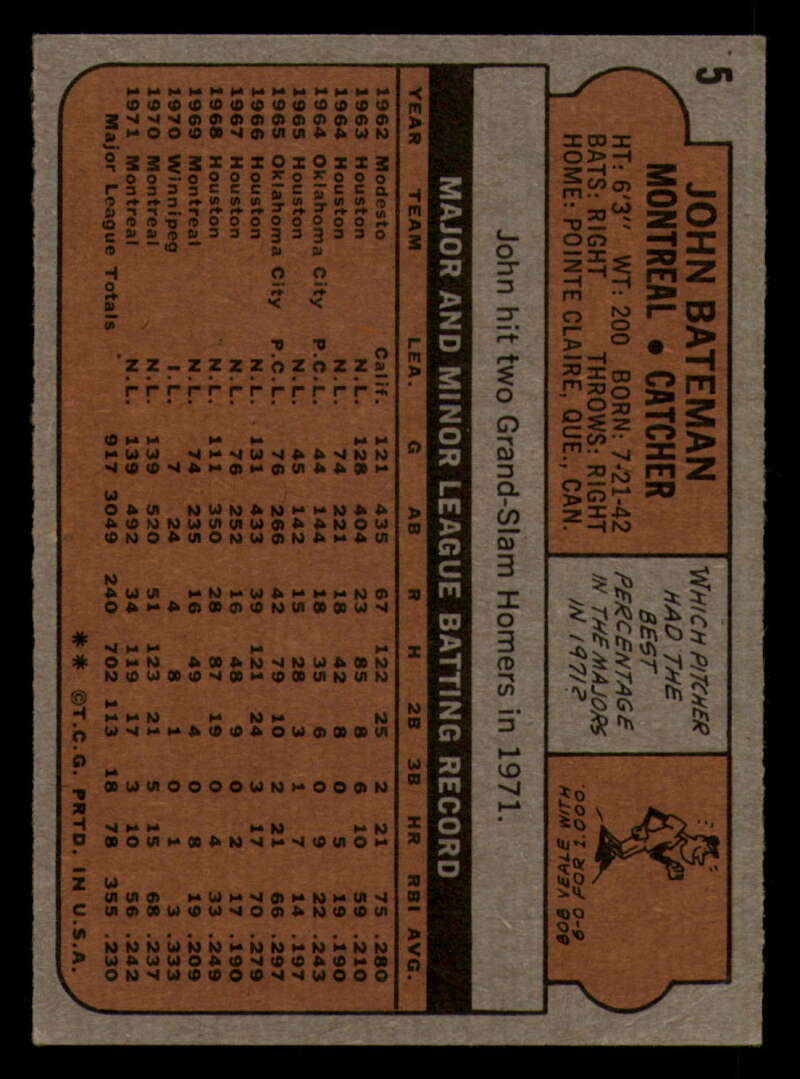 5
JOHN BATEMAN
MONTREAL • CATCHER
HT: 6'3" WT: 200 BORN: 7-21-42
BATS: RIGHT THROWS: RIGHT
HOME: POINTE CLAIRE, QUE., CAN.
WHICH PITCHER
HAD THE
BEST
PERCENTAGE
IN THE MAJORS
IN 1971?
BOB VEALE WITH
6-0 FOR 1.000.
John hit two Grand-Slam Homers in 1971.
MAJOR AND MINOR LEAGUE BATTING RECORD
YEAR TEAM LEA. G AB R H 2B 3B HR RBI AVG.
1962 Modesto Calif. 121 435 67 122 25 2 21 75 .280
1963 Houston N.L. 128 404 23 85 8 6 10 59 .210
1964 Houston N.L. 74 221 18 42 8 0 5 19 .190
1964 Oklahoma City P.C.L. 44 144 18 35 6 0 9 22 .243
1965 Houston N.L. 45 142 15 28 3 1 7 14 .197
1965 Oklahoma City P.C.L. 76 266 42 79 10 2 21 66 .297
1966 Houston N.L. 131 433 39 121 24 3 17 70 .279
1967 Houston N.L. 76 252 16 48 9 0 2 17 .190
1968 Houston N.L. 111 350 28 87 19 0 4 33 .249
1969 Montreal N.L. 74 235 16 49 4 0 8 19 .209
1970 Winnipeg I.L. 7 24 4 8 1 0 1 3 .333
1970 Montreal N.L. 139 520 51 123 21 5 15 68 .237
1971 Montreal N.L. 139 492 34 119 17 3 10 56 .242
Major League Totals 917 3049 240 702 113 18 78 355 .230
** ©T.C.G. PRTD. IN U.S.A.